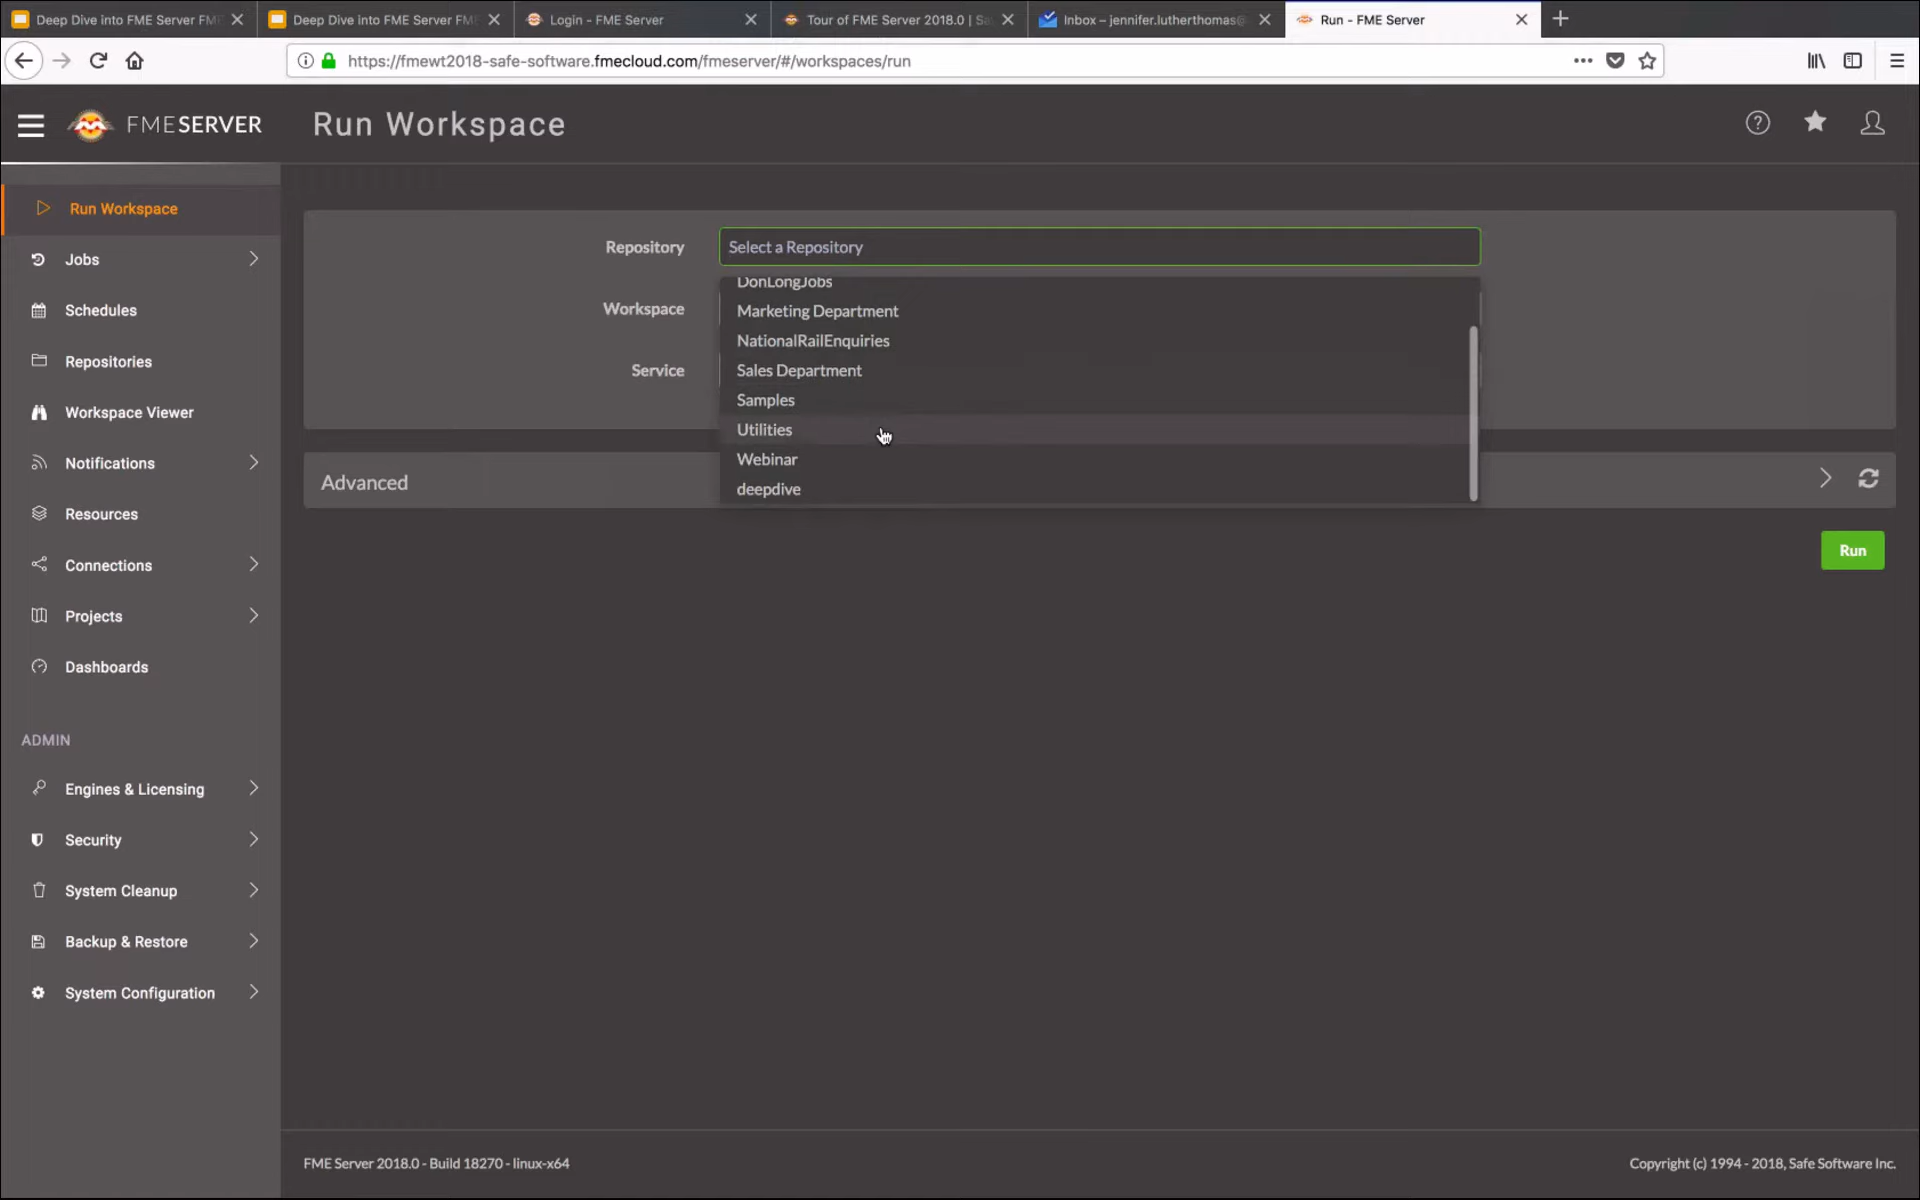 Deep Dive into FME Server FM
Deep Dive into FME Server FM
Login - FME Server
Tour of FME Server 2018.0 | Sa
Inbox – jennifer.lutherthomas@
Run - FME Server
https://fmewt2018-safe-software.fmecloud.com/fmeserver/#/workspaces/run
FMESERVER
Run Workspace
Run Workspace
Jobs
Schedules
Repositories
Workspace Viewer
Notifications
Resources
Connections
Projects
Dashboards
ADMIN
Engines & Licensing
Security
System Cleanup
Backup & Restore
System Configuration
Repository
Select a Repository
Workspace
Service
DonLongJobs
Marketing Department
NationalRailEnquiries
Sales Department
Samples
Utilities
Webinar
deepdive
Advanced
Run
FME Server 2018.0 - Build 18270 - linux-x64
Copyright (c) 1994 - 2018, Safe Software Inc.